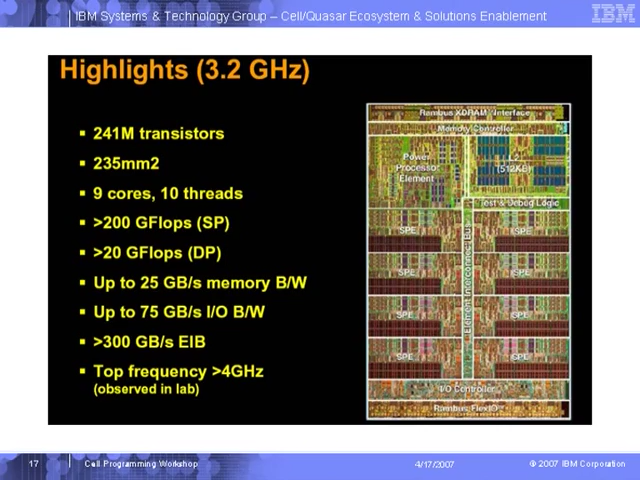 IBM Systems & Technology Group – Cell/Quasar Ecosystem & Solutions Enablement
IBM
Highlights (3.2 GHz)
▪ 241M transistors
▪ 235mm2
▪ 9 cores, 10 threads
▪ >200 GFlops (SP)
▪ >20 GFlops (DP)
▪ Up to 25 GB/s memory B/W
▪ Up to 75 GB/s I/O B/W
▪ >300 GB/s EIB
▪ Top frequency >4GHz
(observed in lab)
Rambus XDRAM Interface
Memory Controller
Power
Processor
Element
L2
(512KB)
Test & Debug Logic
Element Interconnect Bus
SPE
SPE
SPE
SPE
SPE
SPE
SPE
SPE
I/O Controller
Rambus FlexIO
17
Cell Programming Workshop
4/17/2007
© 2007 IBM Corporation